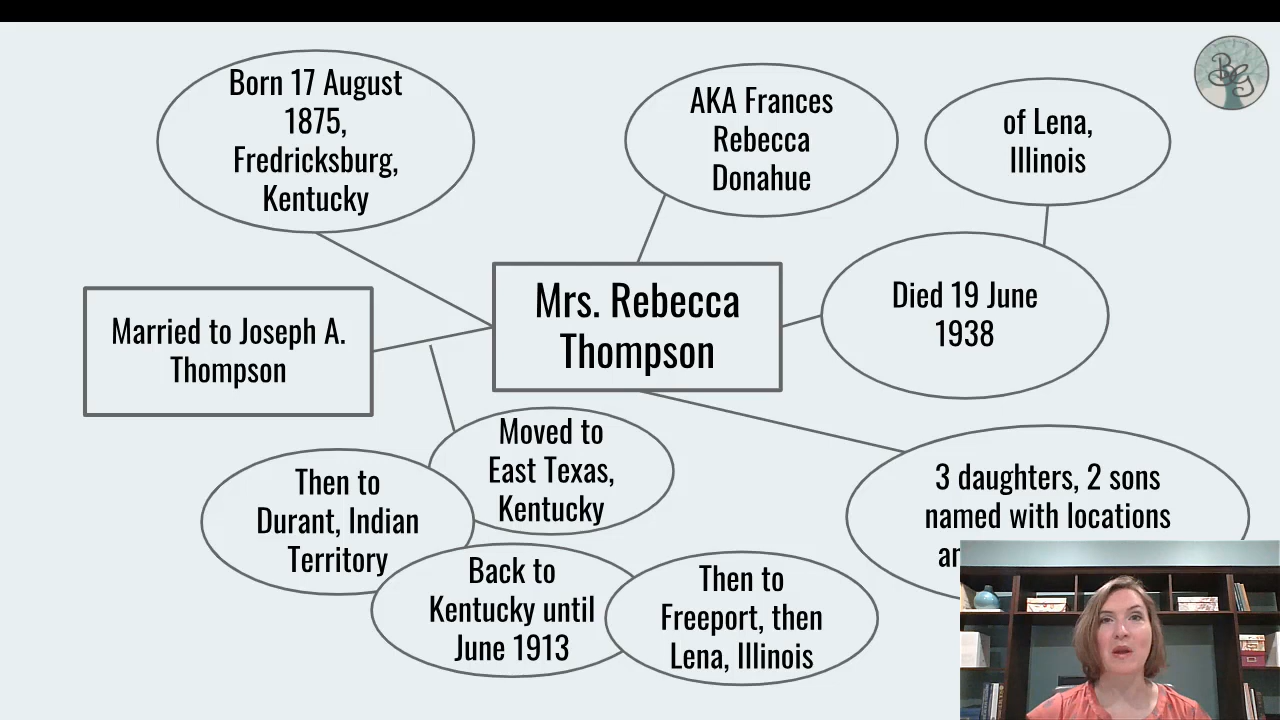 Born 17 August
1875,
Fredricksburg,
Kentucky
AKA Frances
Rebecca
Donahue
of Lena,
Illinois
BG
Mrs. Rebecca
Thompson
Died 19 June
1938
Married to Joseph A.
Thompson
Moved to
East Texas,
Kentucky
Then to
Durant, Indian
Territory
Back to
Kentucky until
June 1913
Then to
Freeport, then
Lena, Illinois
3 daughters, 2 sons
named with locations